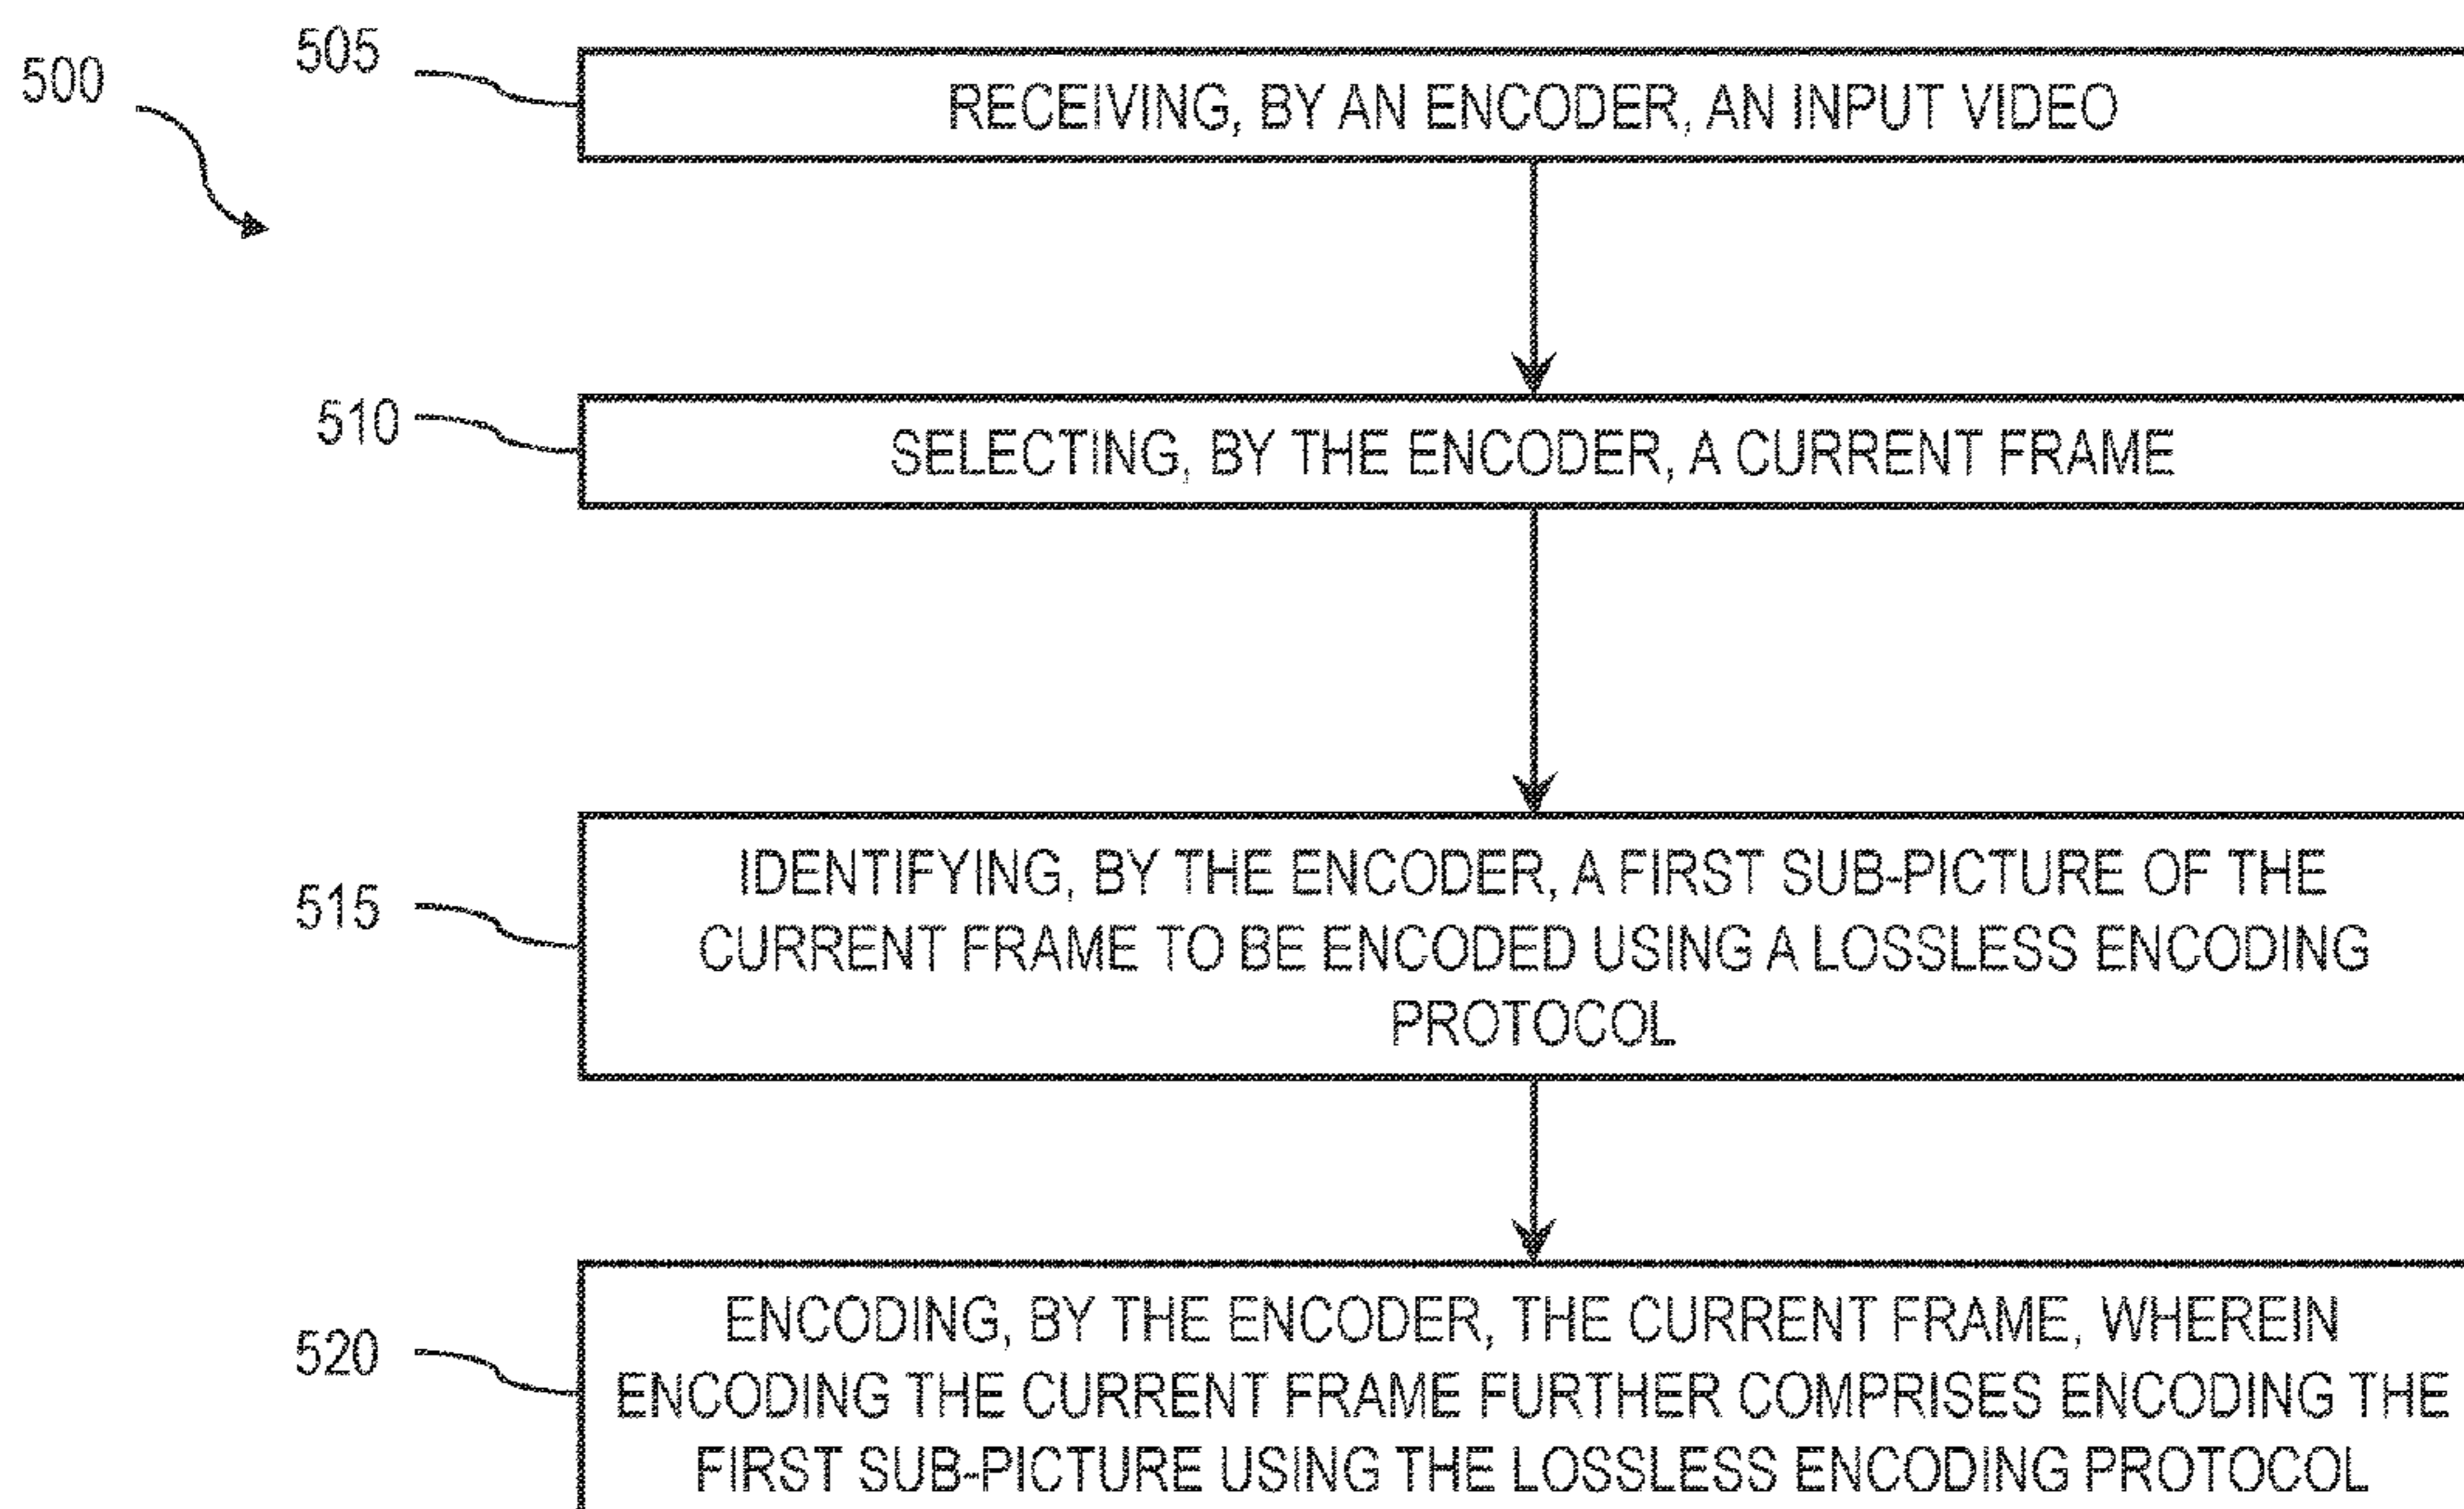 500
505
RECEIVING, BY AN ENCODER, AN INPUT VIDEO
510
SELECTING, BY THE ENCODER, A CURRENT FRAME
515
IDENTIFYING, BY THE ENCODER, A FIRST SUB-PICTURE OF THE
CURRENT FRAME TO BE ENCODED USING A LOSSLESS ENCODING
PROTOCOL
520
ENCODING, BY THE ENCODER, THE CURRENT FRAME, WHEREIN
ENCODING THE CURRENT FRAME FURTHER COMPRISES ENCODING THE
FIRST SUB-PICTURE USING THE LOSSLESS ENCODING PROTOCOL